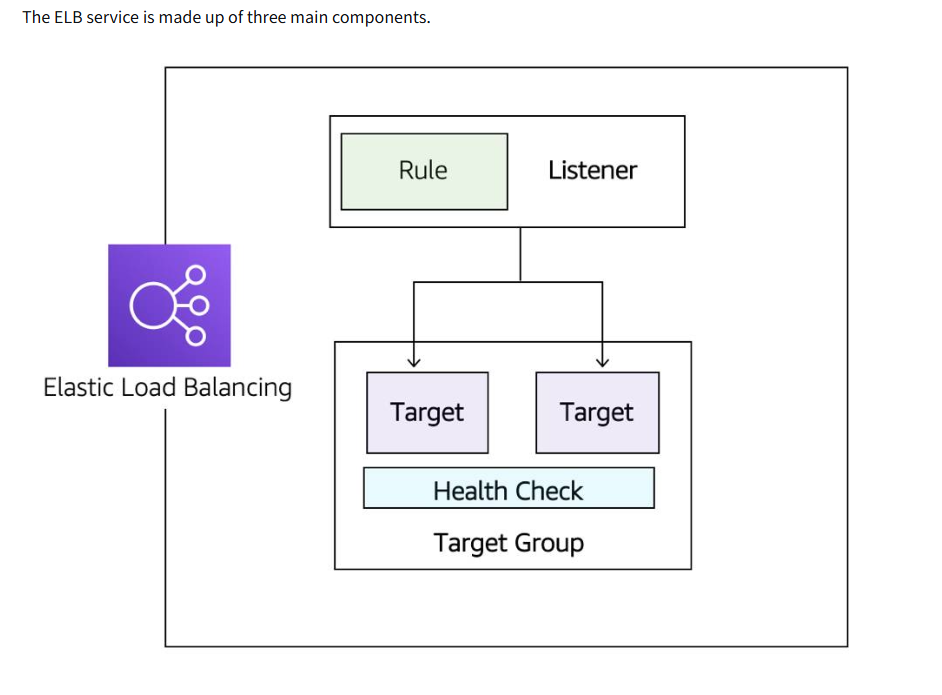 The ELB service is made up of three main components.
Rule
Listener
Elastic Load Balancing
Target
Target
Health Check
Target Group